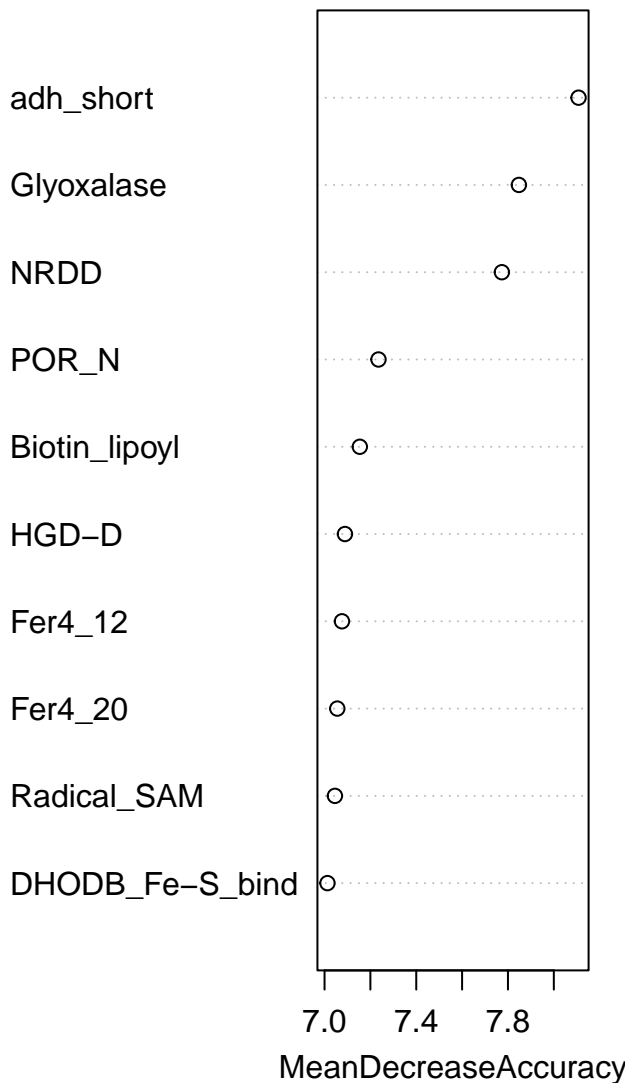 adh_short
Glyoxalase
NRDD
POR_N
Biotin_lipoyl
HGD−D
Fer4_12
Fer4_20
Radical_SAM
DHODB_Fe−S_bind
7.0 7.4 7.8
MeanDecreaseAccuracy